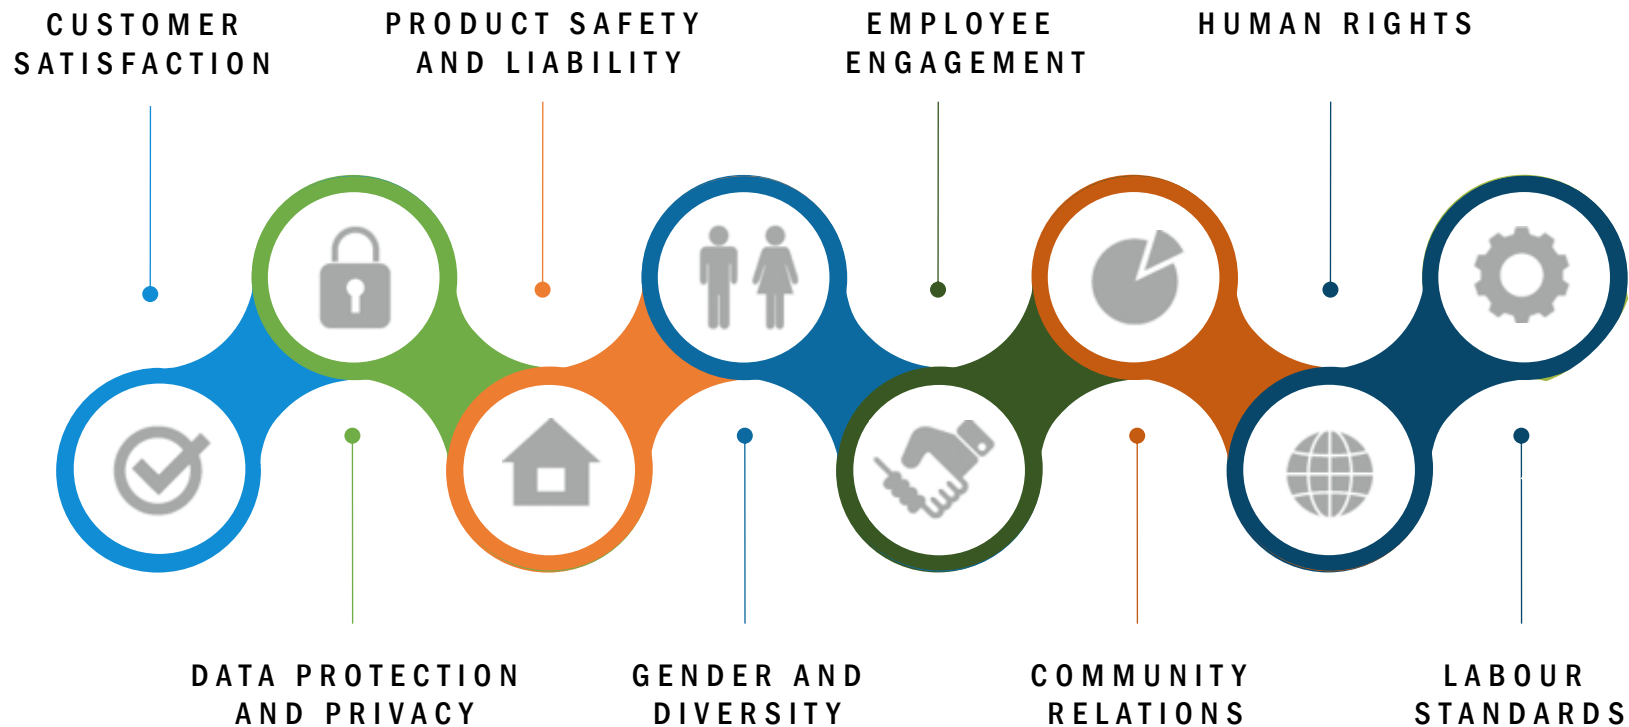 CUSTOMER
SATISFACTION
PRODUCT SAFETY
AND LIABILITY
EMPLOYEE
ENGAGEMENT
HUMAN RIGHTS
DATA PROTECTION
AND PRIVACY
GENDER AND
DIVERSITY
COMMUNITY
RELATIONS
LABOUR
STANDARDS